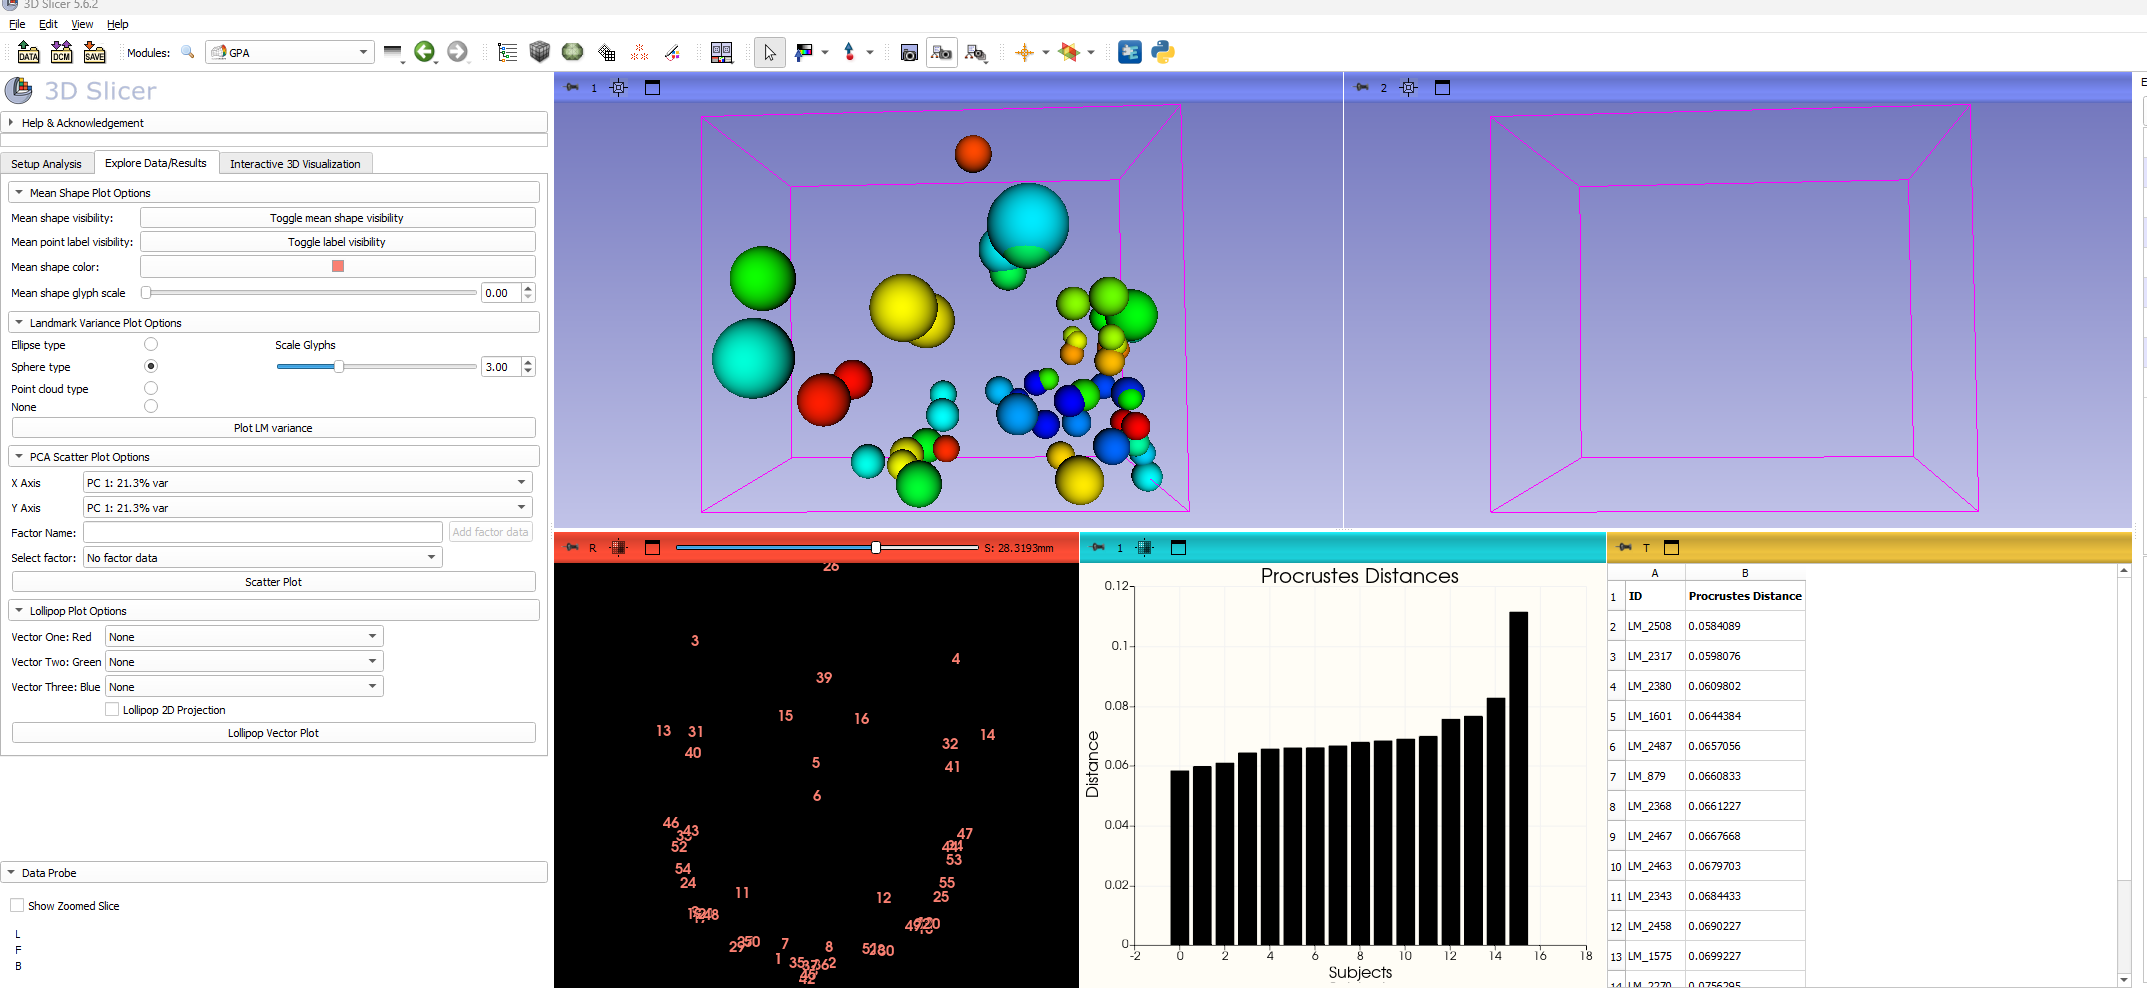 3D Slicer 5.6.2
File Edit View Help
DATA DCM SAVE Modules: GPA
3D Slicer
Help & Acknowledgement
Setup Analysis Explore Data/Results Interactive 3D Visualization
Mean Shape Plot Options
Mean shape visibility: Toggle mean shape visibility
Mean point label visibility: Toggle label visibility
Mean shape color:
Mean shape glyph scale 0.00
Landmark Variance Plot Options
Ellipse type Scale Glyphs
Sphere type 3.00
Point cloud type
None
Plot LM variance
PCA Scatter Plot Options
X Axis PC 1: 21.3% var
Y Axis PC 1: 21.3% var
Factor Name: Add factor data
Select factor: No factor data
Scatter Plot
Lollipop Plot Options
Vector One: Red None
Vector Two: Green None
Vector Three: Blue None
Lollipop 2D Projection
Lollipop Vector Plot
Data Probe
Show Zoomed Slice
L
F
B
1
2
R S: 28.3193mm
26
3
4
39
15 16
13 31 32 14
40 41
5
6
46 43 47
52 53
54 55
24 25
11 12
29 50 7 8 30
1 35 2
42
1
Procrustes Distances
0.12
0.1
0.08
0.06
0.04
0.02
0
Distance
-2 0 2 4 6 8 10 12 14 16 18
Subjects
T
A B
1 ID Procrustes Distance
2 LM_2508 0.0584089
3 LM_2317 0.0598076
4 LM_2380 0.0609802
5 LM_1601 0.0644384
6 LM_2487 0.0657056
7 LM_879 0.0660833
8 LM_2368 0.0661227
9 LM_2467 0.0667668
10 LM_2463 0.0679703
11 LM_2343 0.0684433
12 LM_2458 0.0690227
13 LM_1575 0.0699227
14 LM_2270 0.0756295